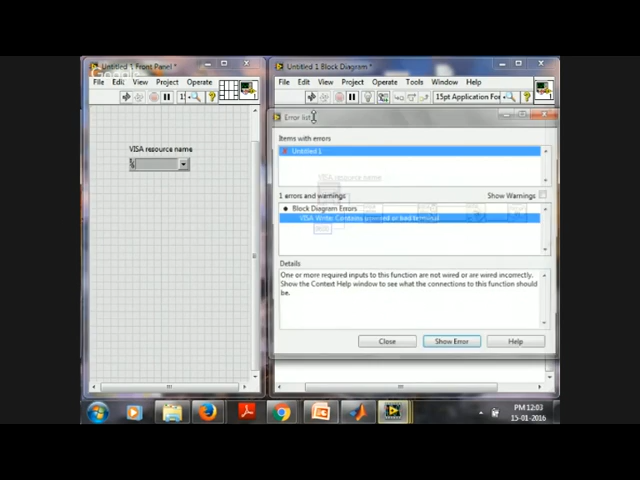 Untitled 1 Front Panel *
File Edit View Project Operate
VISA resource name
Untitled 1 Block Diagram *
File Edit View Project Operate Tools Window Help
15pt Application Fon
Error list
Items with errors
Untitled 1
VISA resource name
1 errors and warnings
Show Warnings
Block Diagram Errors
VISA Write: Contains unwired or bad terminal
Details
One or more required inputs to this function are not wired or are wired incorrectly.
Show the Context Help window to see what the connections to this function should
be.
Close Show Error Help
PM 12:03
15-01-2016